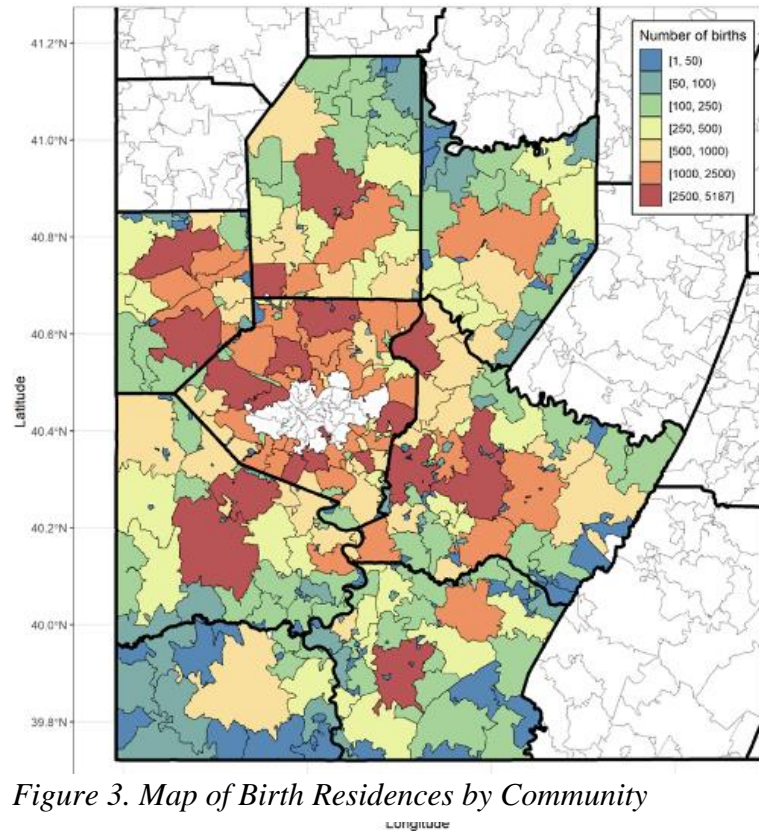 41.2°N
41.0°N
40.8°N
40.6°N
40.4°N
40.2°N
40.0°N
39.8°N
Latitude
Number of births
[1, 50)
[50, 100)
[100, 250)
[250, 500)
[500, 1000)
[1000, 2500)
[2500, 5187]
Figure 3. Map of Birth Residences by Community
Longitude